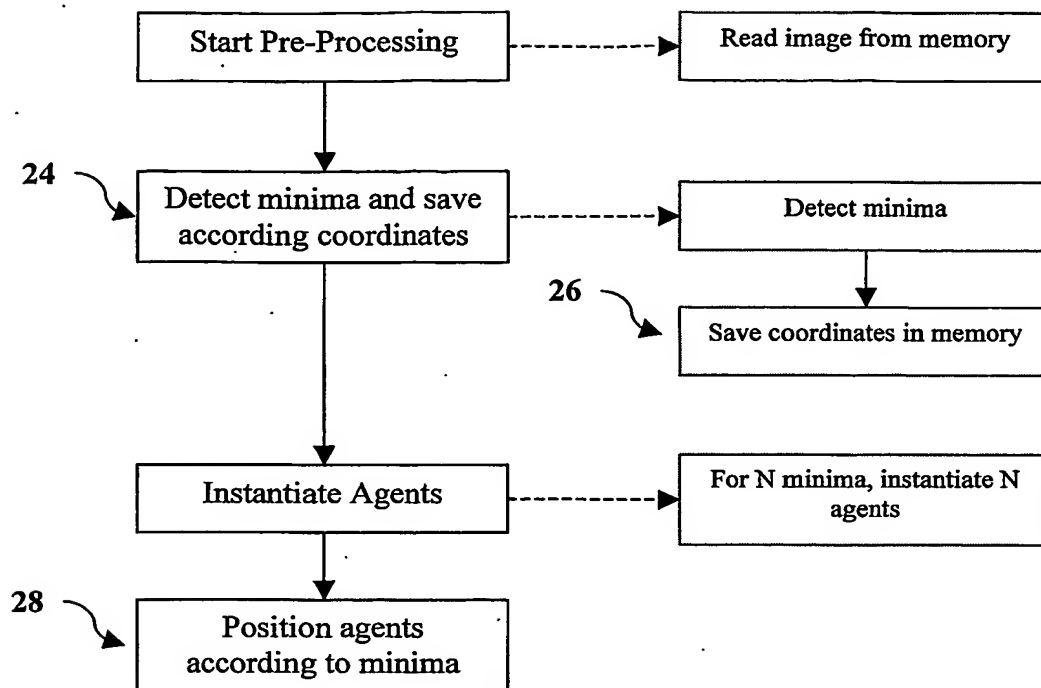 Start Pre-Processing
Read image from memory
24
Detect minima and save
according coordinates
Detect minima
26
Save coordinates in memory
Instantiate Agents
For N minima, instantiate N
agents
28
Position agents
according to minima